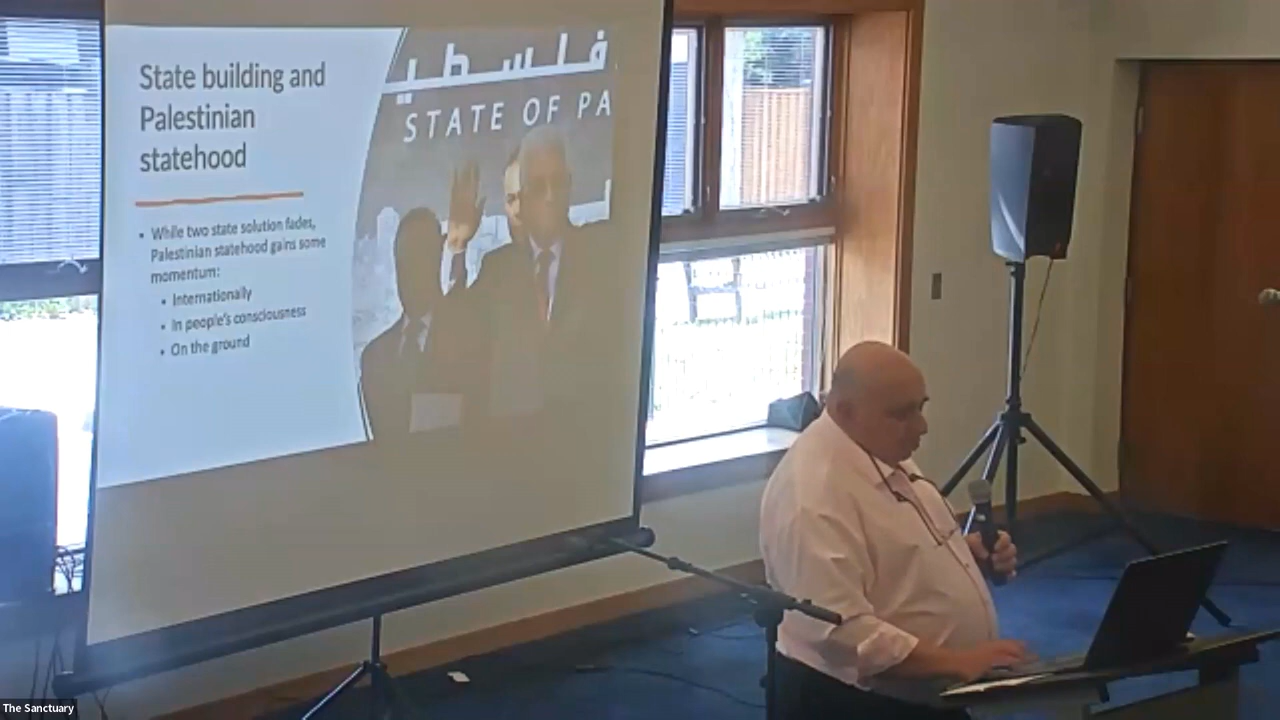 State building and
Palestinian
statehood
• While two state solution fades,
Palestinian statehood gains some
momentum:
• Internationally
• In people's consciousness
• On the ground
فلسطي
STATE OF PA
The Sanctuary